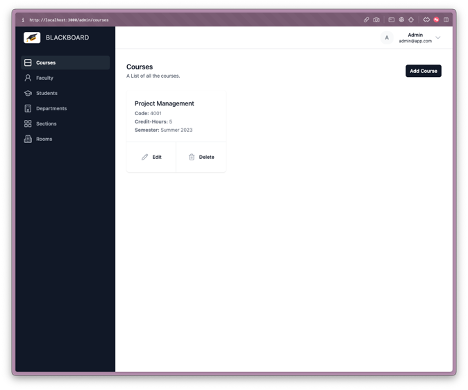 http://localhost:3000/admin/courses
BLACKBOARD
A
Admin
admin@app.com
Courses
Faculty
Students
Departments
Sections
Rooms
Courses
A List of all the courses.
Add Course
Project Management
Code: 4001
Credit-Hours: 5
Semester: Summer 2023
Edit
Delete